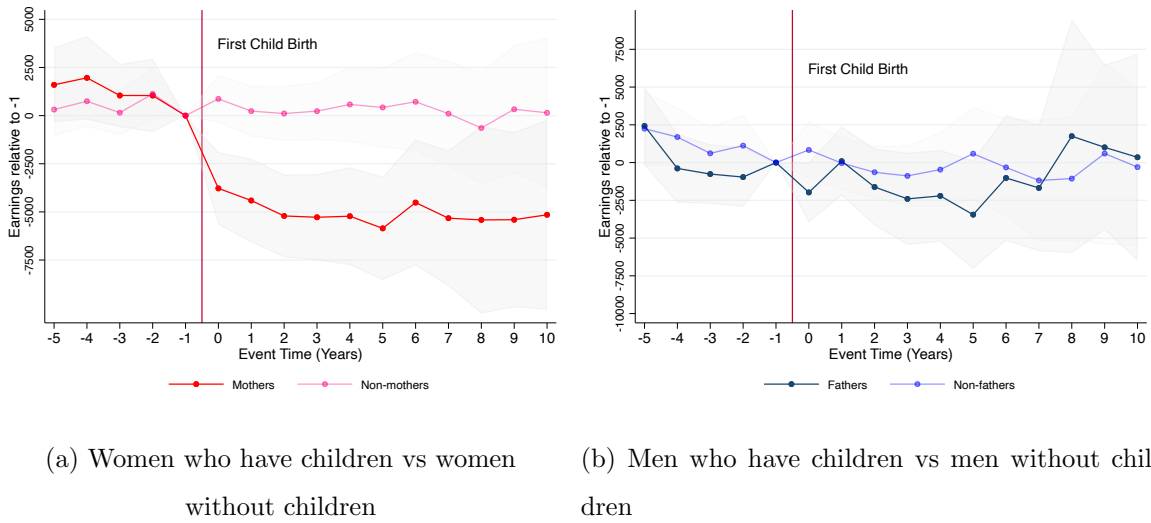 5000
2500
0
-2500
-5000
-7500
Earnings relative to -1
First Child Birth
-5 -4 -3 -2 -1 0 1 2 3 4 5 6 7 8 9 10
Event Time (Years)
Mothers Non-mothers
7500
5000
2500
0
-2500
-5000
-7500
-10000
Earnings relative to -1
First Child Birth
-5 -4 -3 -2 -1 0 1 2 3 4 5 6 7 8 9 10
Event Time (Years)
Fathers Non-fathers
(a) Women who have children vs women
without children
(b) Men who have children vs men without chil
dren